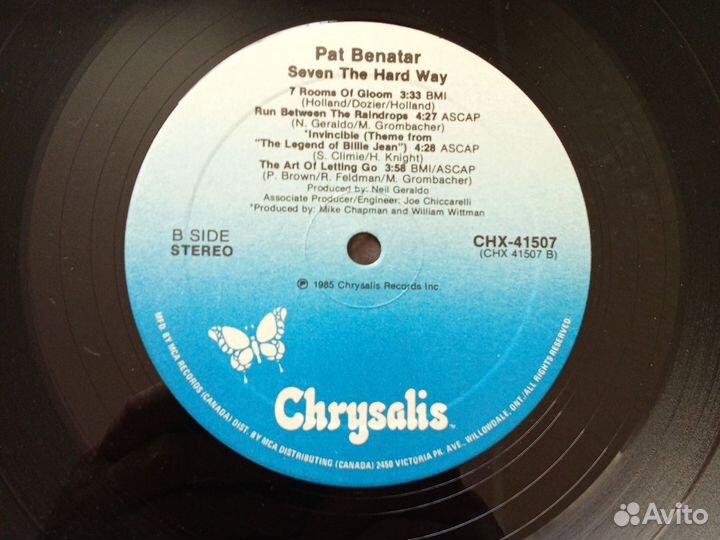 Pat Benatar
Seven The Hard Way
7 Rooms Of Gloom 3:33 BMI
(Holland/Dozier/Holland)
Run Between The Raindrops 4:27 ASCAP
(N. Geraldo/M. Grombacher)
*Invincible (Theme from
"The Legend of Billie Jean") 4:28 ASCAP
(S. Climie/H. Knight)
The Art Of Letting Go 3:58 BMI/ASCAP
(P. Brown/R. Feldman/M. Grombacher)
Produced by: Neil Geraldo
Associate Producer/Engineer: Joe Chiccarelli
*Produced by: Mike Chapman and William Wittman
B SIDE
STEREO
CHX-41507
(CHX 41507 B)
℗ 1985 Chrysalis Records Inc.
Chrysalis™
MFD. BY MCA RECORDS (CANADA) DIST. BY MCA DISTRIBUTING (CANADA) 2450 VICTORIA PK. AVE., WILLOWDALE, ONT./ALL RIGHTS RESERVED.
Avito